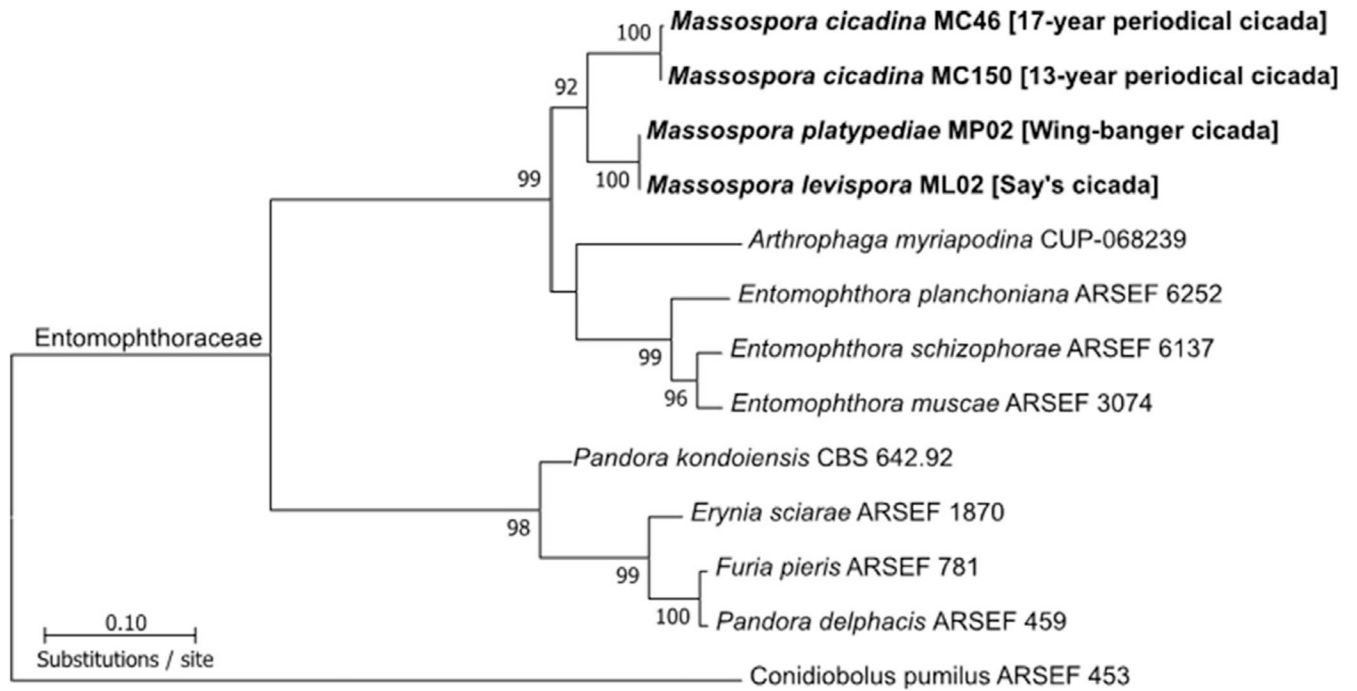 Massospora cicadina MC46 [17-year periodical cicada]
100
Massospora cicadina MC150 [13-year periodical cicada]
92
Massospora platypediae MP02 [Wing-banger cicada]
99
100
Massospora levispora ML02 [Say's cicada]
Arthrophaga myriapodina CUP-068239
Entomophthora planchoniana ARSEF 6252
Entomophthoraceae
Entomophthora schizophorae ARSEF 6137
99
96
Entomophthora muscae ARSEF 3074
Pandora kondoiensis CBS 642.92
Erynia sciarae ARSEF 1870
98
Furia pieris ARSEF 781
99
100
Pandora delphacis ARSEF 459
0.10
Substitutions / site
Conidiobolus pumilus ARSEF 453